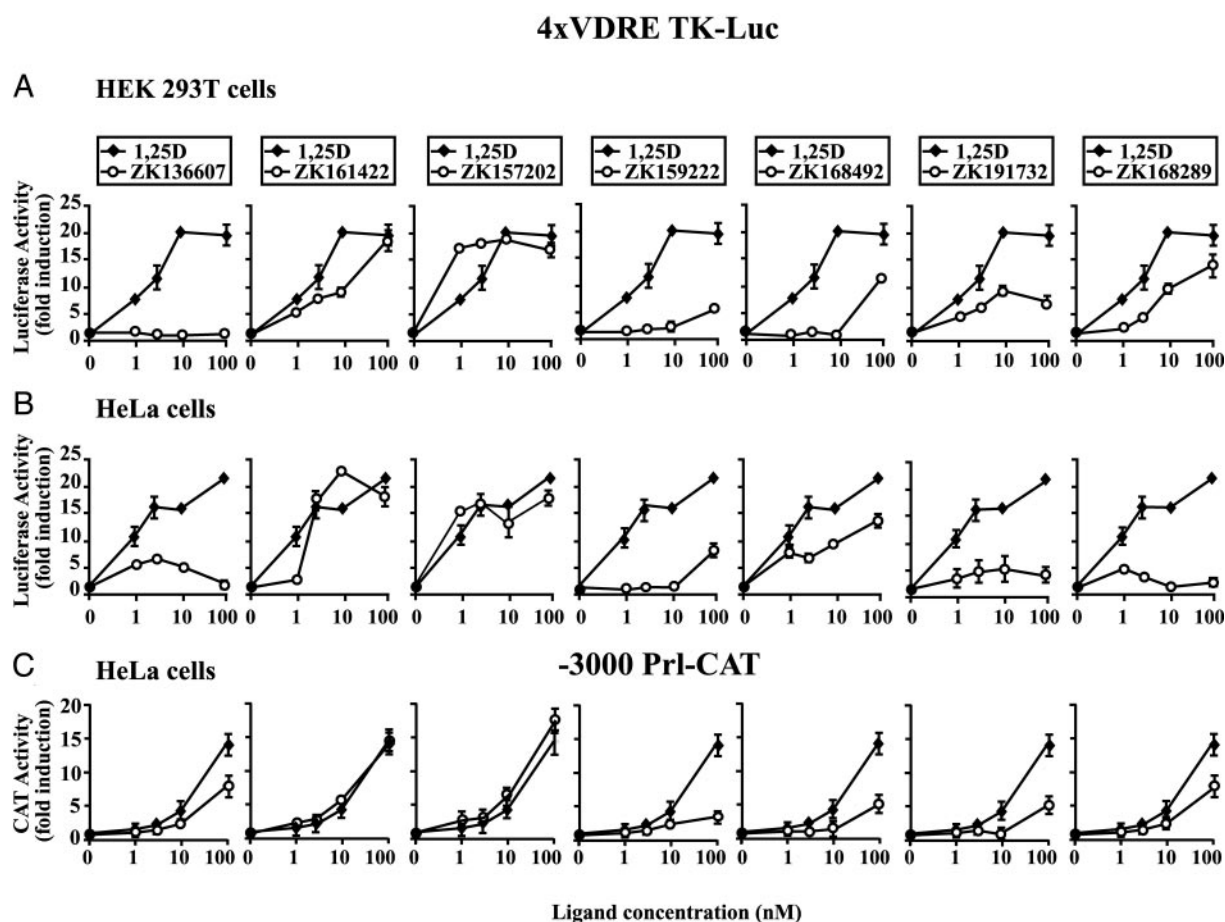 4xVDRE TK-Luc
A HEK 293T cells
1,25D 1,25D 1,25D 1,25D 1,25D 1,25D 1,25D
ZK136607 ZK161422 ZK157202 ZK159222 ZK168492 ZK191732 ZK168289
Luciferase Activity
(fold induction)
25
20
15
10
5
0
0 1 10 100 0 1 10 100 0 1 10 100 0 1 10 100 0 1 10 100 0 1 10 100 0 1 10 100
B HeLa cells
Luciferase Activity
(fold induction)
25
20
15
10
5
0
0 1 10 100 0 1 10 100 0 1 10 100 0 1 10 100 0 1 10 100 0 1 10 100 0 1 10 100
C HeLa cells -3000 Prl-CAT
CAT Activity
(fold induction)
20
15
10
5
0
0 1 10 100 0 1 10 100 0 1 10 100 0 1 10 100 0 1 10 100 0 1 10 100 0 1 10 100
Ligand concentration (nM)